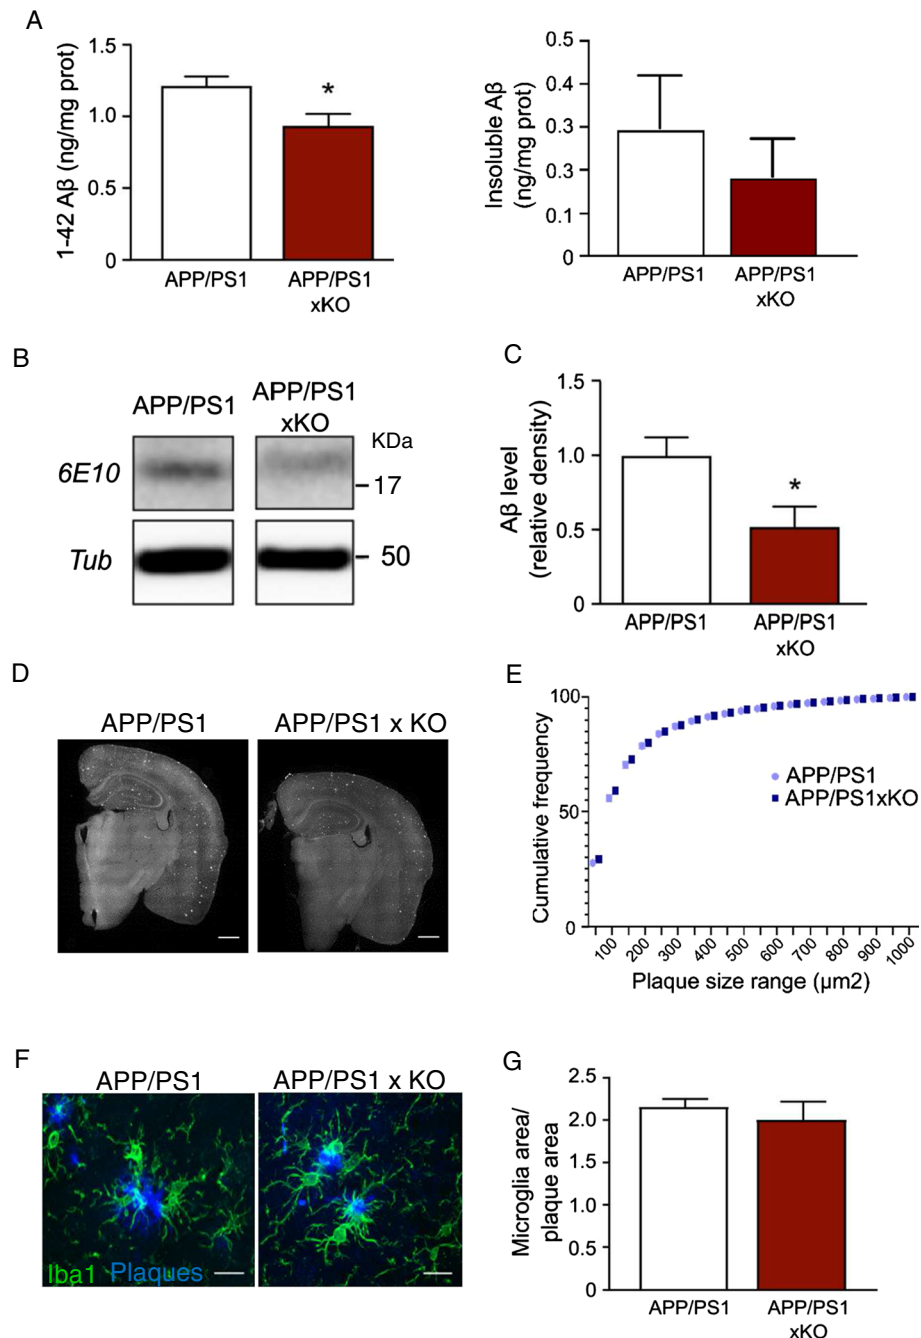 A
1-42 Aβ (ng/mg prot)
1.5
1.0
0.5
0
*
APP/PS1
APP/PS1
xKO
Insoluble Aβ
(ng/mg prot)
0.5
0.4
0.3
0.3
0.1
0
APP/PS1
APP/PS1
xKO
B
APP/PS1
APP/PS1
xKO
KDa
6E10
17
Tub
50
C
Aβ level
(relative density)
1.5
1.0
0.5
0
*
APP/PS1
APP/PS1
xKO
D
APP/PS1
APP/PS1 x KO
E
Cumulative frequency
100
50
0
APP/PS1
APP/PS1xKO
100
200
300
400
500
600
700
800
900
1000
Plaque size range (µm2)
F
APP/PS1
APP/PS1 x KO
Iba1 Plaques
G
Microglia area/
plaque area
2.5
2.0
1.5
1.0
0.5
0
APP/PS1
APP/PS1
xKO